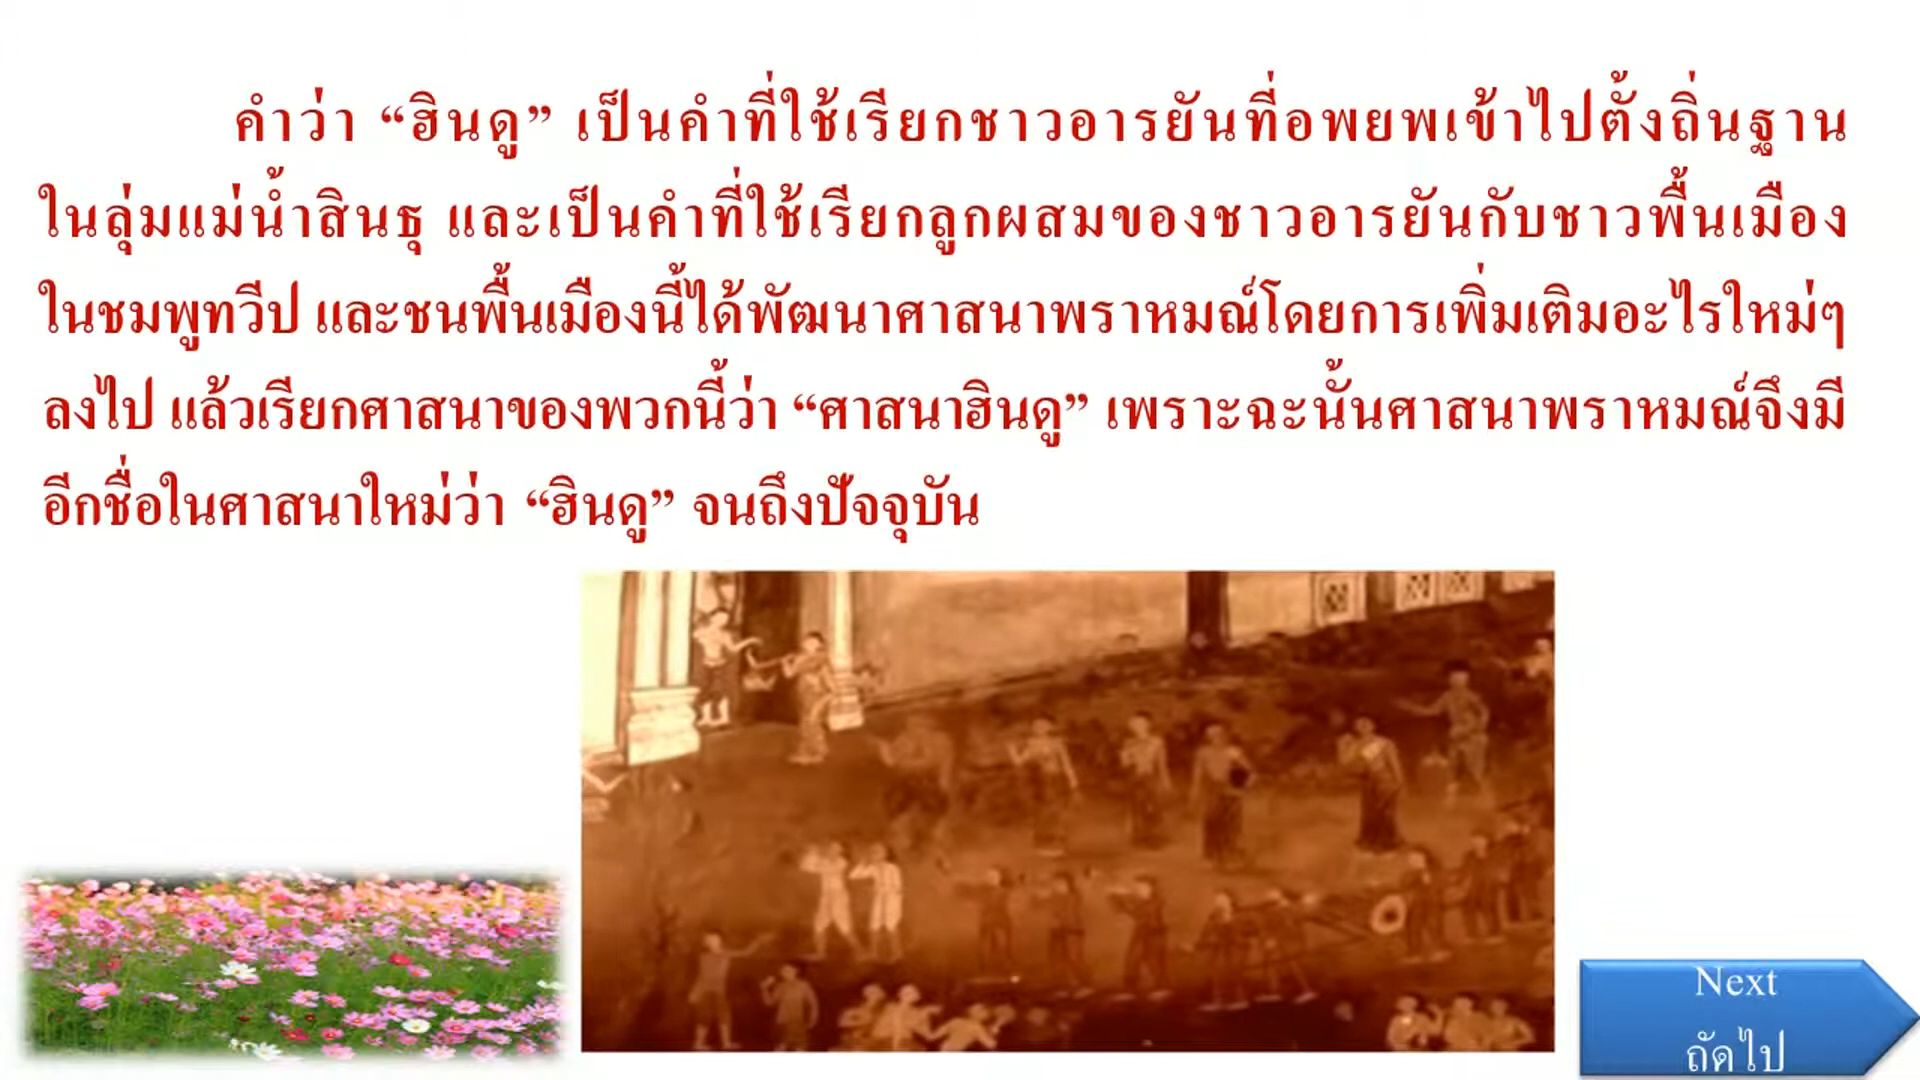 คำว่า “ฮินดู” เป็นคำที่ใช้เรียกชาวอารยันที่อพยพเข้าไปตั้งถิ่นฐาน
ในลุ่มแม่น้ำสินธุ และเป็นคำที่ใช้เรียกลูกผสมของชาวอารยันกับชาวพื้นเมือง
ในชมพูทวีป และชนพื้นเมืองนี้ได้พัฒนาศาสนาพราหมณ์โดยการเพิ่มเติมอะไรใหม่ๆ
ลงไป แล้วเรียกศาสนาของพวกนี้ว่า “ศาสนาฮินดู” เพราะฉะนั้นศาสนาพราหมณ์จึงมี
อีกชื่อในศาสนาใหม่ว่า “ฮินดู” จนถึงปัจจุบัน
Next
ถัดไป